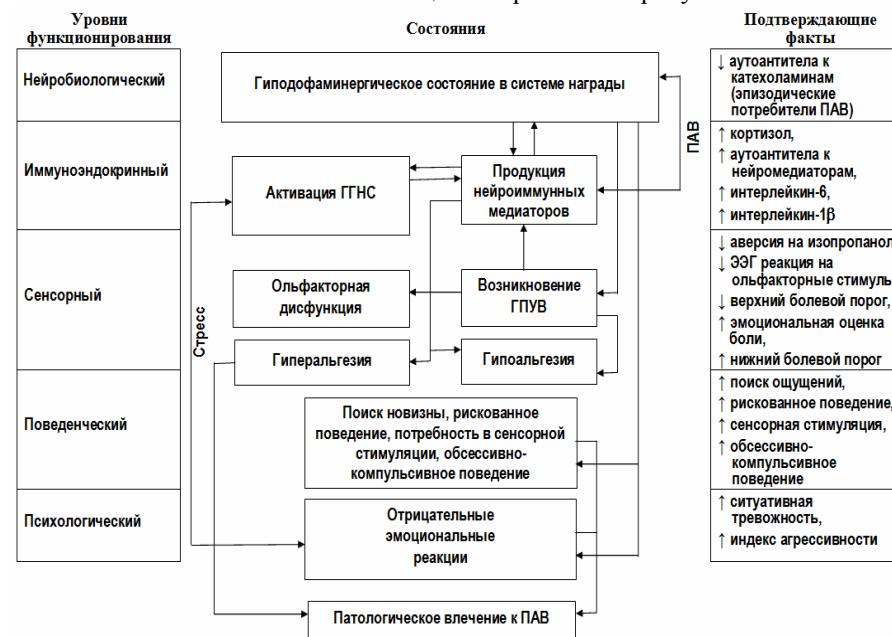 Уровни
функционирования
Состояния
Подтверждающие
факты
Нейробиологический
Гиподофаминергическое состояние в системе награды
↓ аутоантитела к
катехоламинам
(эпизодические
потребители ПАВ)
ПАВ
Иммуноэндокринный
Активация ГГНС
Продукция
нейроиммунных
медиаторов
↑ кортизол,
↑ аутоантитела к
нейромедиаторам,
↑ интерлейкин-6,
↑ интерлейкин-1β
Сенсорный
Ольфакторная
дисфункция
Возникновение
ГПУВ
Стресс
Гиперальгезия
Гипоальгезия
↓ аверсия на изопропанол
↓ ЭЭГ реакция на
ольфакторные стимулы
↓ верхний болевой порог,
↑ эмоциональная оценка
боли,
↑ нижний болевой порог
Поведенческий
Поиск новизны, рискованное
поведение, потребность в сенсорной
стимуляции, обсессивно-
компульсивное поведение
↑ поиск ощущений,
↑ рискованное поведение,
↑ сенсорная стимуляция,
↑ обсессивно-
компульсивное
поведение
Психологический
Отрицательные
эмоциональные
реакции
↑ ситуативная
тревожность,
↑ индекс агрессивности
Патологическое влечение к ПАВ